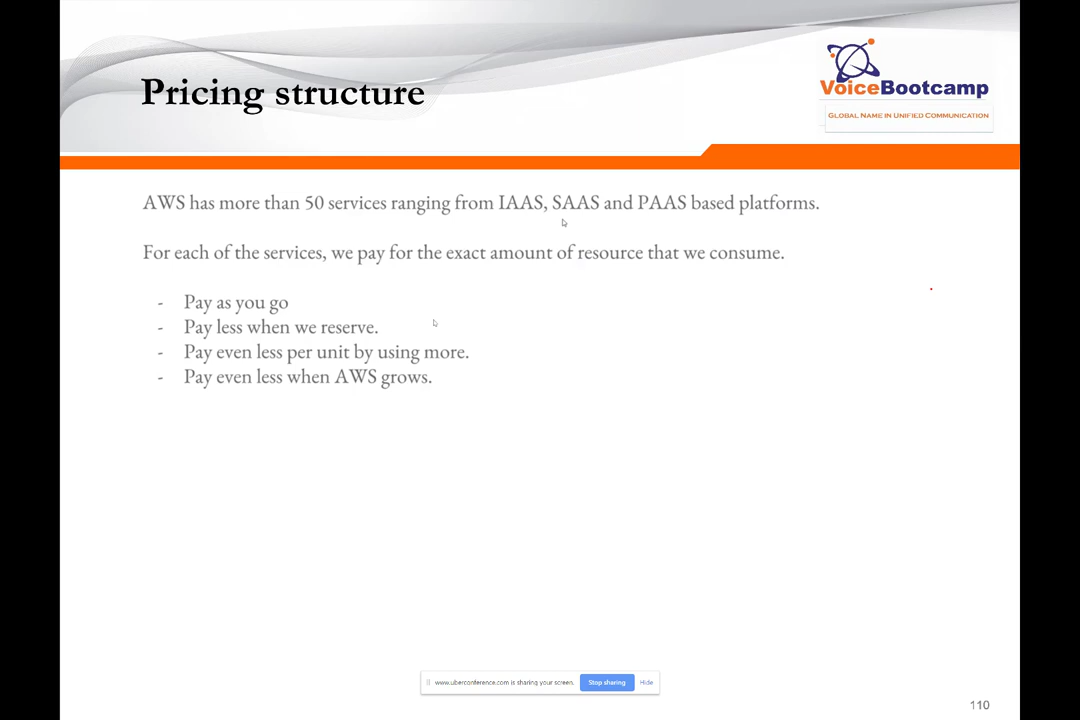 Pricing structure
VoiceBootcamp
GLOBAL NAME IN UNIFIED COMMUNICATION
AWS has more than 50 services ranging from IAAS, SAAS and PAAS based platforms.
For each of the services, we pay for the exact amount of resource that we consume.
- Pay as you go
- Pay less when we reserve.
- Pay even less per unit by using more.
- Pay even less when AWS grows.
www.uberconference.com is sharing your screen. Stop sharing Hide
110